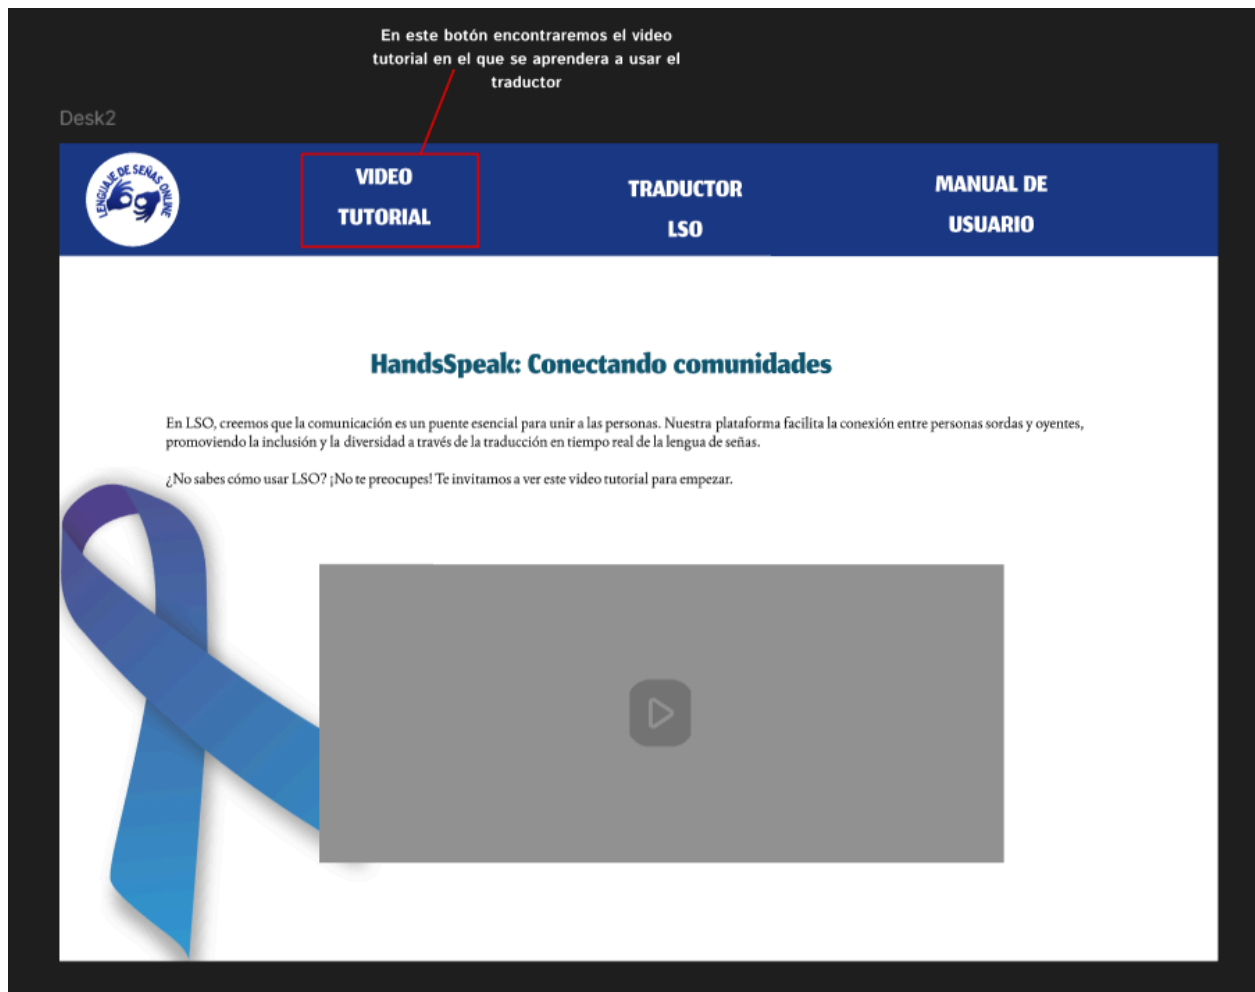 En este botón encontraremos el video
tutorial en el que se aprendera a usar el
traductor
Desk2
LENGUAJE DE SEÑAS ONLINE
VIDEO
TUTORIAL
TRADUCTOR
LSO
MANUAL DE
USUARIO
HandsSpeak: Conectando comunidades
En LSO, creemos que la comunicación es un puente esencial para unir a las personas. Nuestra plataforma facilita la conexión entre personas sordas y oyentes,
promoviendo la inclusión y la diversidad a través de la traducción en tiempo real de la lengua de señas.
¿No sabes cómo usar LSO? ¡No te preocupes! Te invitamos a ver este video tutorial para empezar.